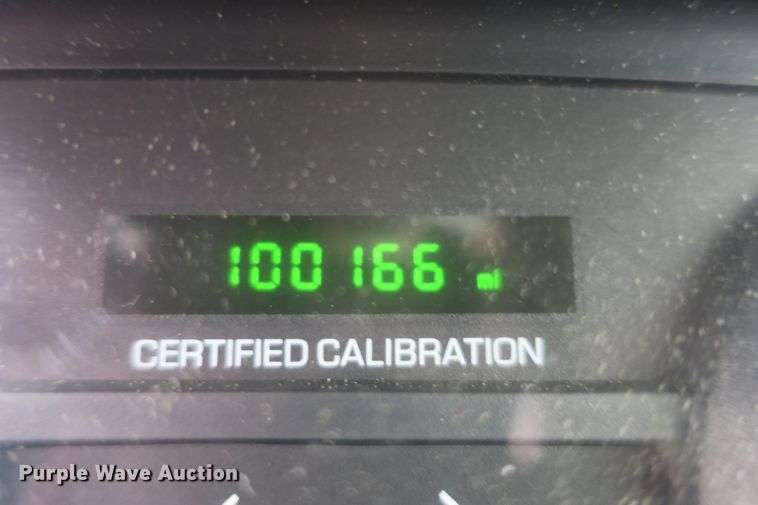 100166 mi
CERTIFIED CALIBRATION
Purple Wave Auction